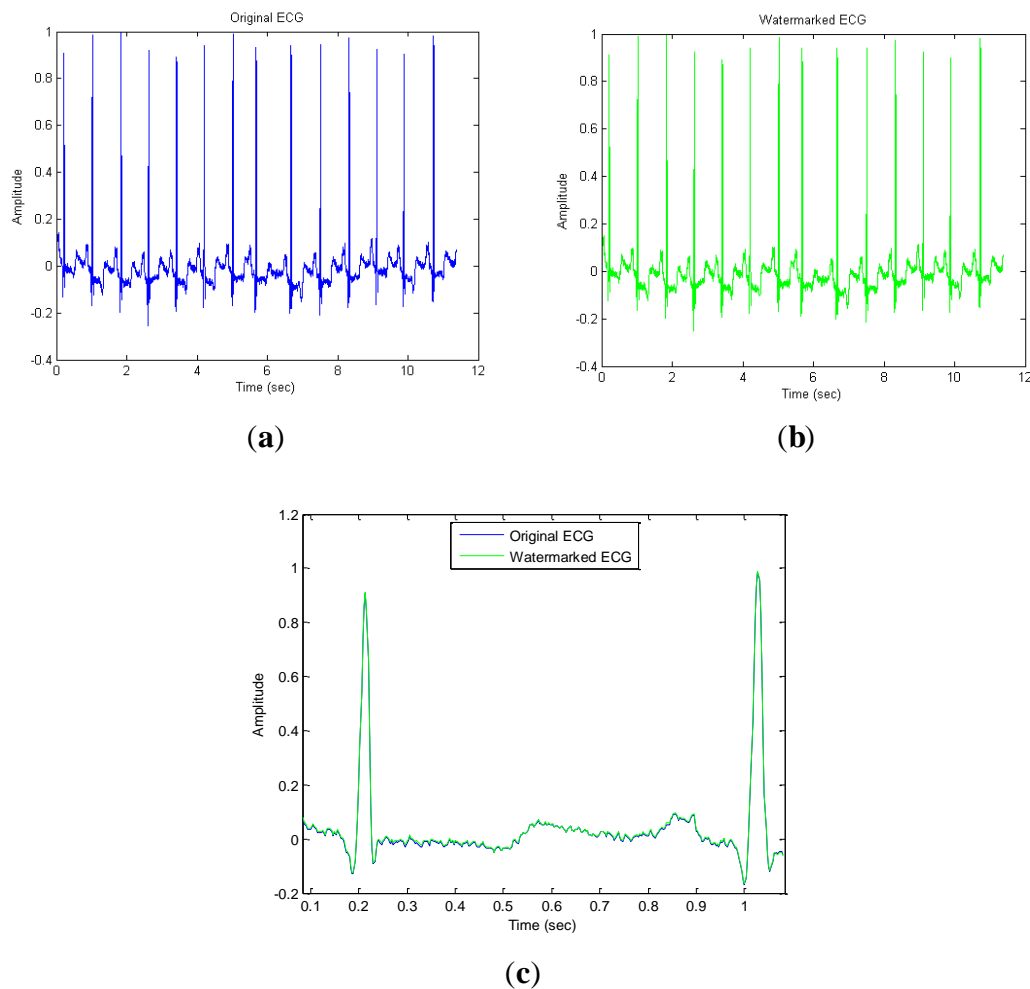 Original ECG
1
0.8
0.6
0.4
0.2
0
-0.2
-0.4
Amplitude
0 2 4 6 8 10 12
Time (sec)
(a)
Watermarked ECG
1
0.8
0.6
0.4
0.2
0
-0.2
-0.4
Amplitude
0 2 4 6 8 10 12
Time (sec)
(b)
1.2
1
0.8
0.6
0.4
0.2
0
-0.2
Amplitude
Original ECG
Watermarked ECG
0.1 0.2 0.3 0.4 0.5 0.6 0.7 0.8 0.9 1
Time (sec)
(c)